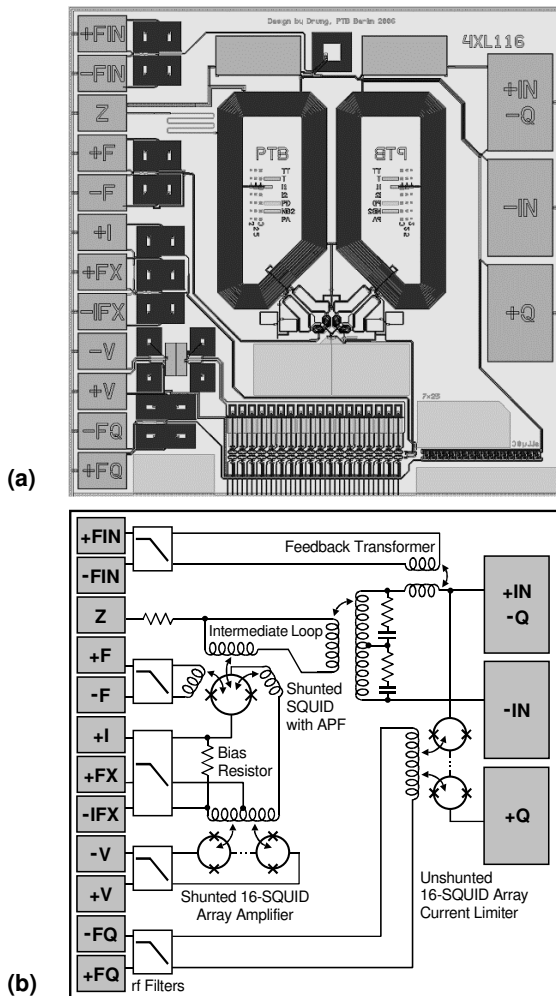 Design by Drung, PTB Berlin 2006
4XL116
+FIN
-FIN
Z
+F
-F
+I
+FX
-IFX
-V
+V
-FQ
+FQ
+IN
-Q
-IN
+Q
PTB
PTB
7×25
(a)
+FIN
-FIN
Z
+F
-F
+I
+FX
-IFX
-V
+V
-FQ
+FQ
Feedback Transformer
Intermediate Loop
Shunted
SQUID
with APF
Bias
Resistor
Shunted 16-SQUID
Array Amplifier
rf Filters
Unshunted
16-SQUID Array
Current Limiter
+IN
-Q
-IN
+Q
(b)